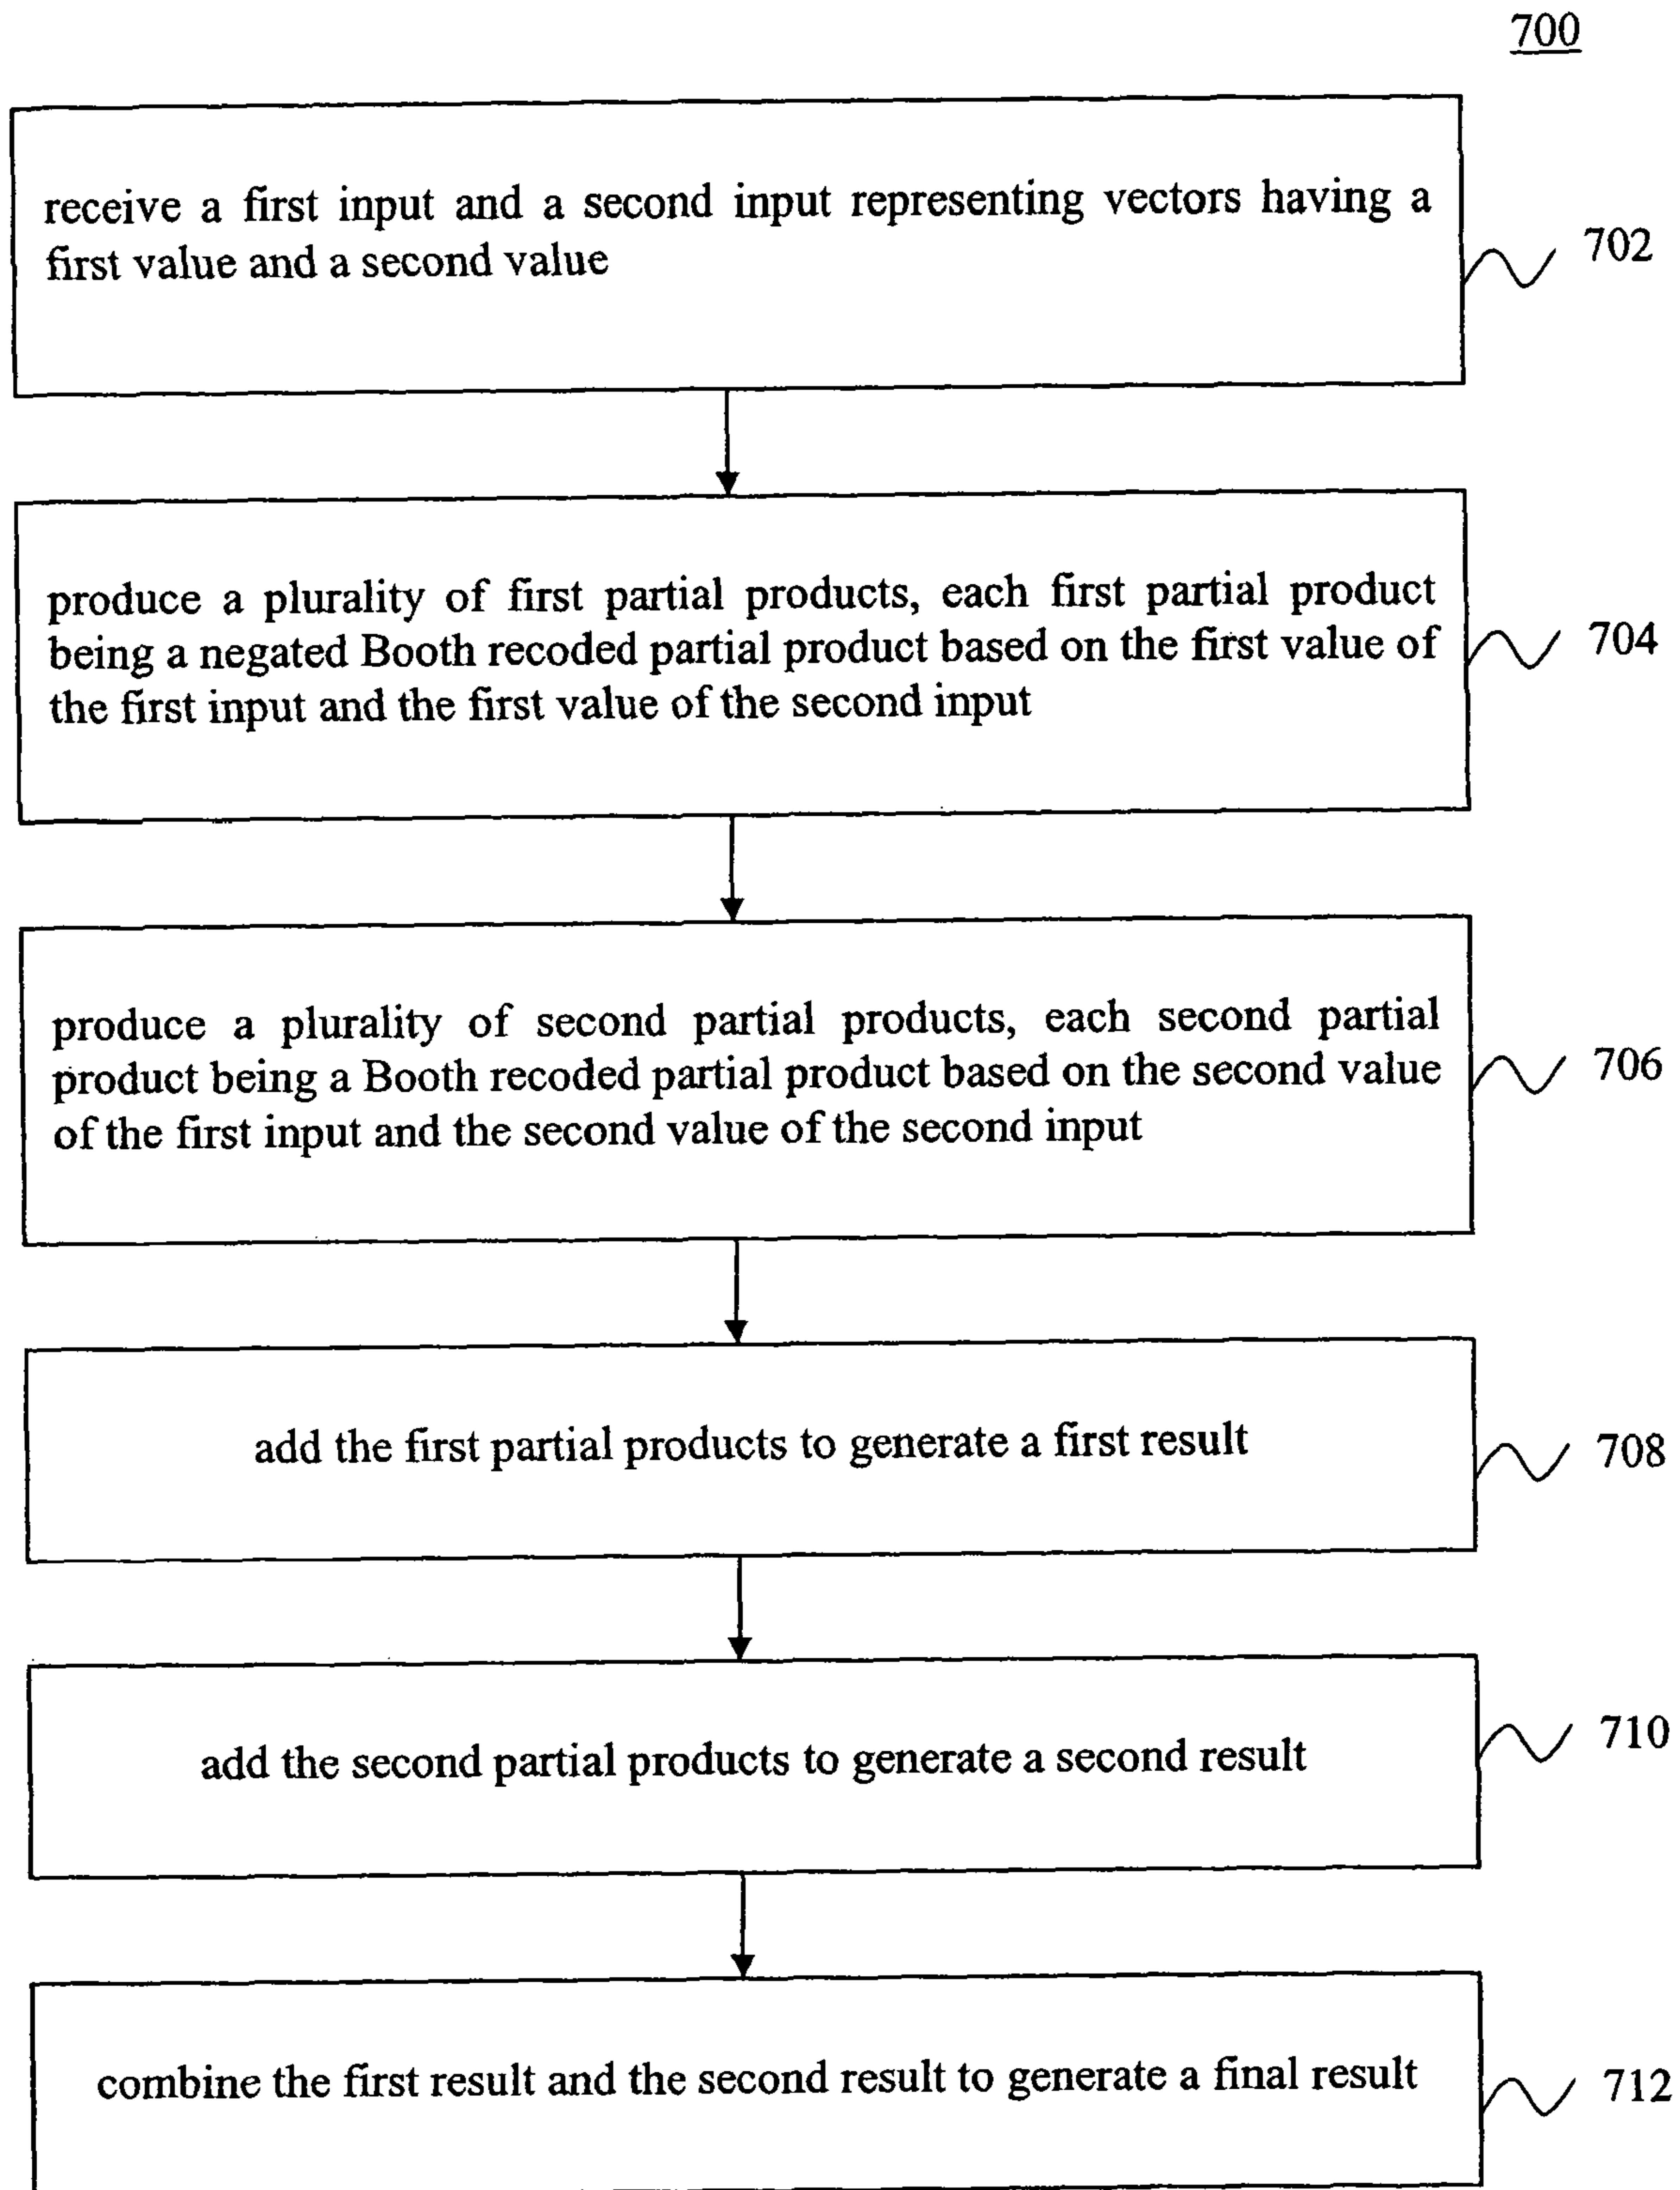 700
receive a first input and a second input representing vectors having a
first value and a second value
702
produce a plurality of first partial products, each first partial product
being a negated Booth recoded partial product based on the first value of
the first input and the first value of the second input
704
produce a plurality of second partial products, each second partial
product being a Booth recoded partial product based on the second value
of the first input and the second value of the second input
706
add the first partial products to generate a first result
708
add the second partial products to generate a second result
710
combine the first result and the second result to generate a final result
712